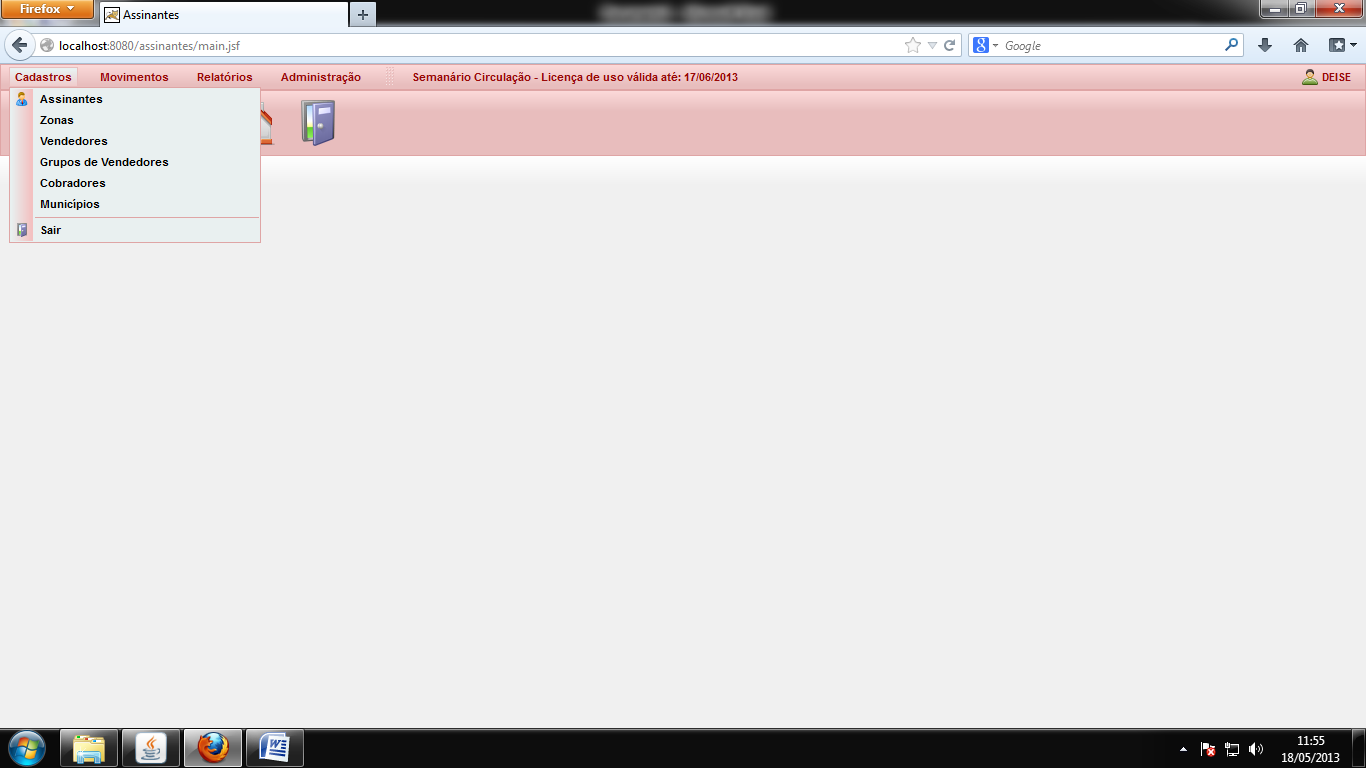 Firefox
Assinantes
localhost:8080/assinantes/main.jsf
Google
Cadastros Movimentos Relatórios Administração Semanário Circulação - Licença de uso válida até: 17/06/2013 DEISE
Assinantes
Zonas
Vendedores
Grupos de Vendedores
Cobradores
Municípios
Sair
11:55
18/05/2013